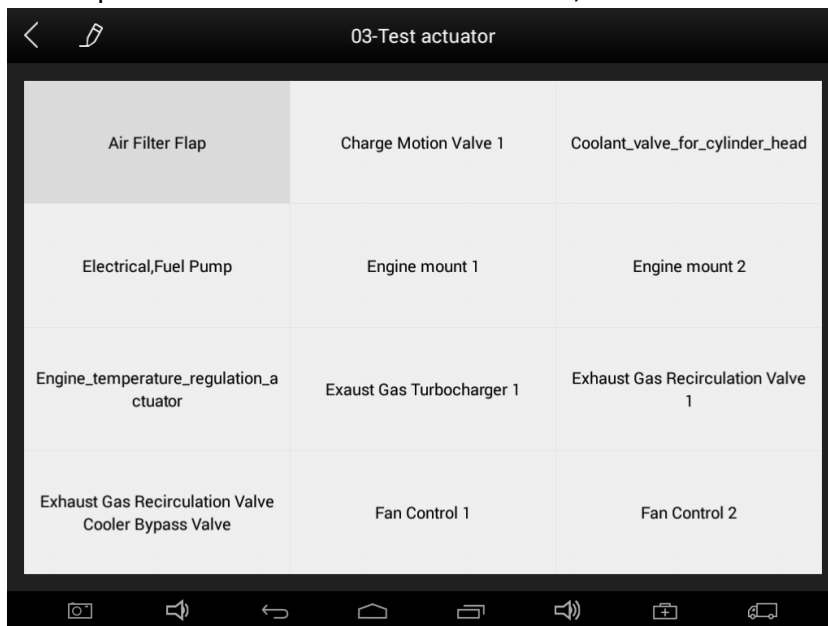 03-Test actuator
Air Filter Flap
Charge Motion Valve 1
Coolant_valve_for_cylinder_head
Electrical,Fuel Pump
Engine mount 1
Engine mount 2
Engine_temperature_regulation_a
ctuator
Exaust Gas Turbocharger 1
Exhaust Gas Recirculation Valve
1
Exhaust Gas Recirculation Valve
Cooler Bypass Valve
Fan Control 1
Fan Control 2